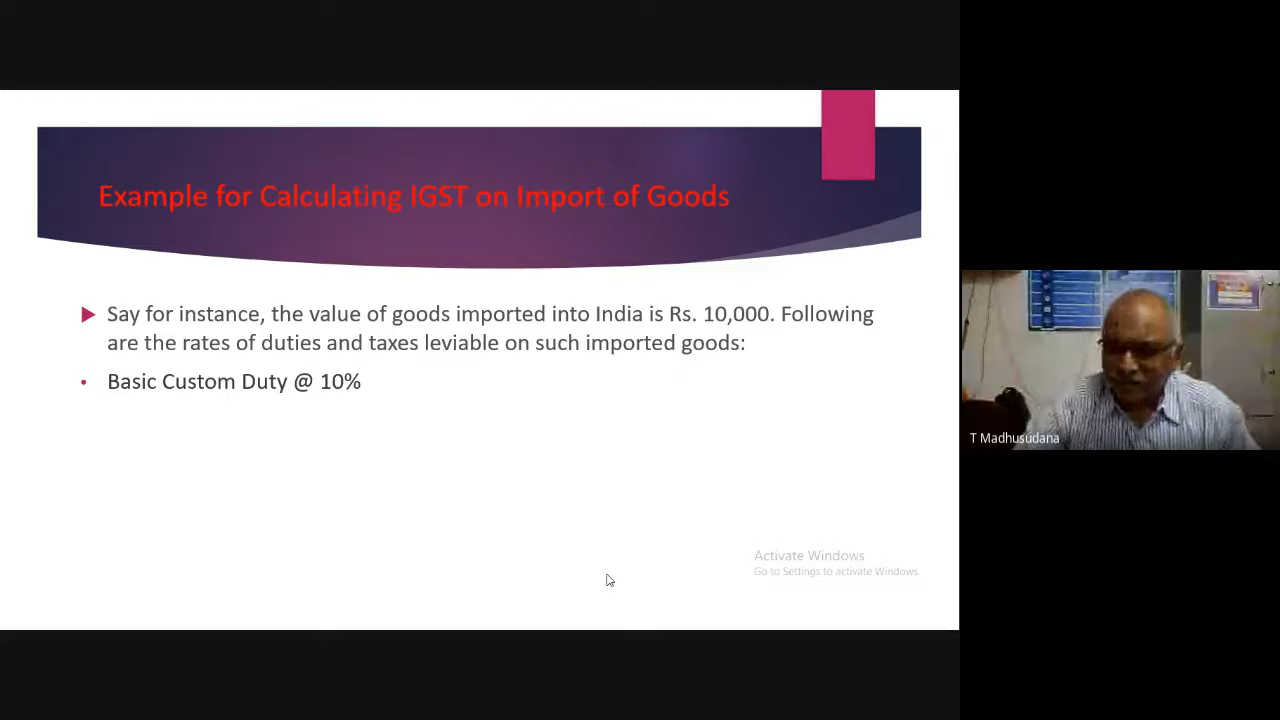 Example for Calculating IGST on Import of Goods
Say for instance, the value of goods imported into India is Rs. 10,000. Following
are the rates of duties and taxes leviable on such imported goods:
Basic Custom Duty @ 10%
T Madhusudana
Activate Windows
Go to Settings to activate Windows.